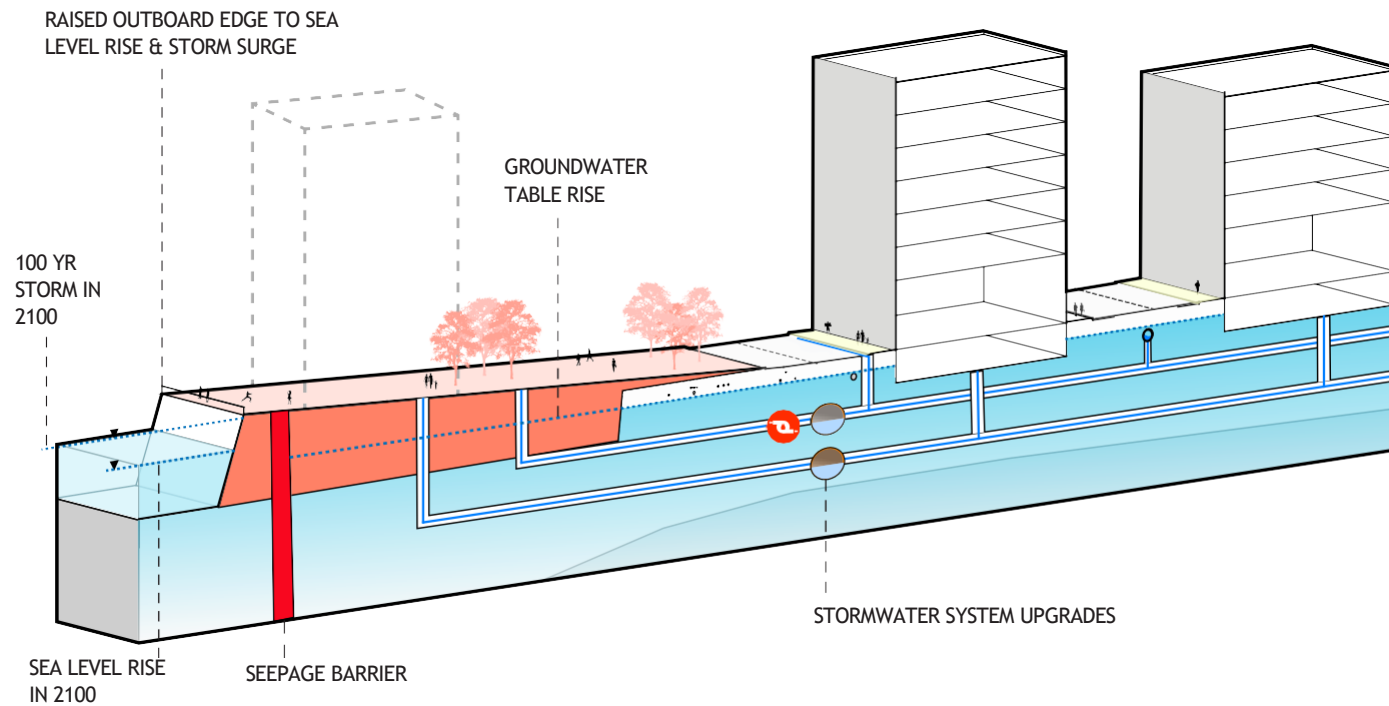 RAISED OUTBOARD EDGE TO SEA
LEVEL RISE & STORM SURGE
GROUNDWATER
TABLE RISE
100 YR
STORM IN
2100
STORMWATER SYSTEM UPGRADES
SEA LEVEL RISE
IN 2100
SEEPAGE BARRIER